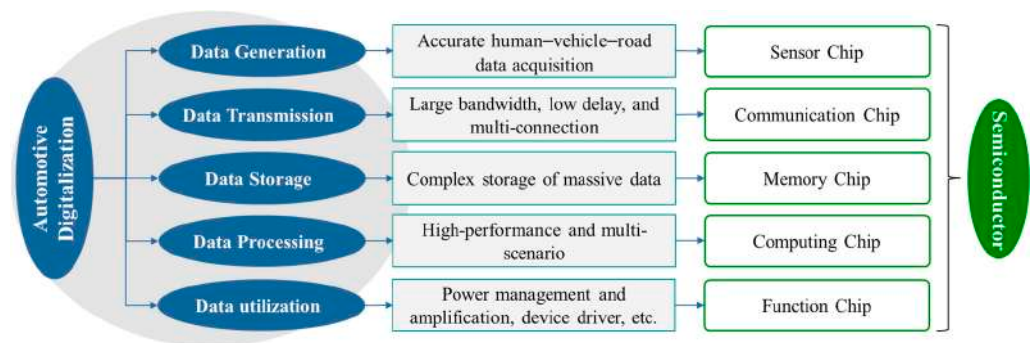 Automotive
Digitalization
Data Generation
Accurate human–vehicle–road
data acquisition
Sensor Chip
Data Transmission
Large bandwidth, low delay, and
multi-connection
Communication Chip
Data Storage
Complex storage of massive data
Memory Chip
Data Processing
High-performance and multi-
scenario
Computing Chip
Data utilization
Power management and
amplification, device driver, etc.
Function Chip
Semiconductor